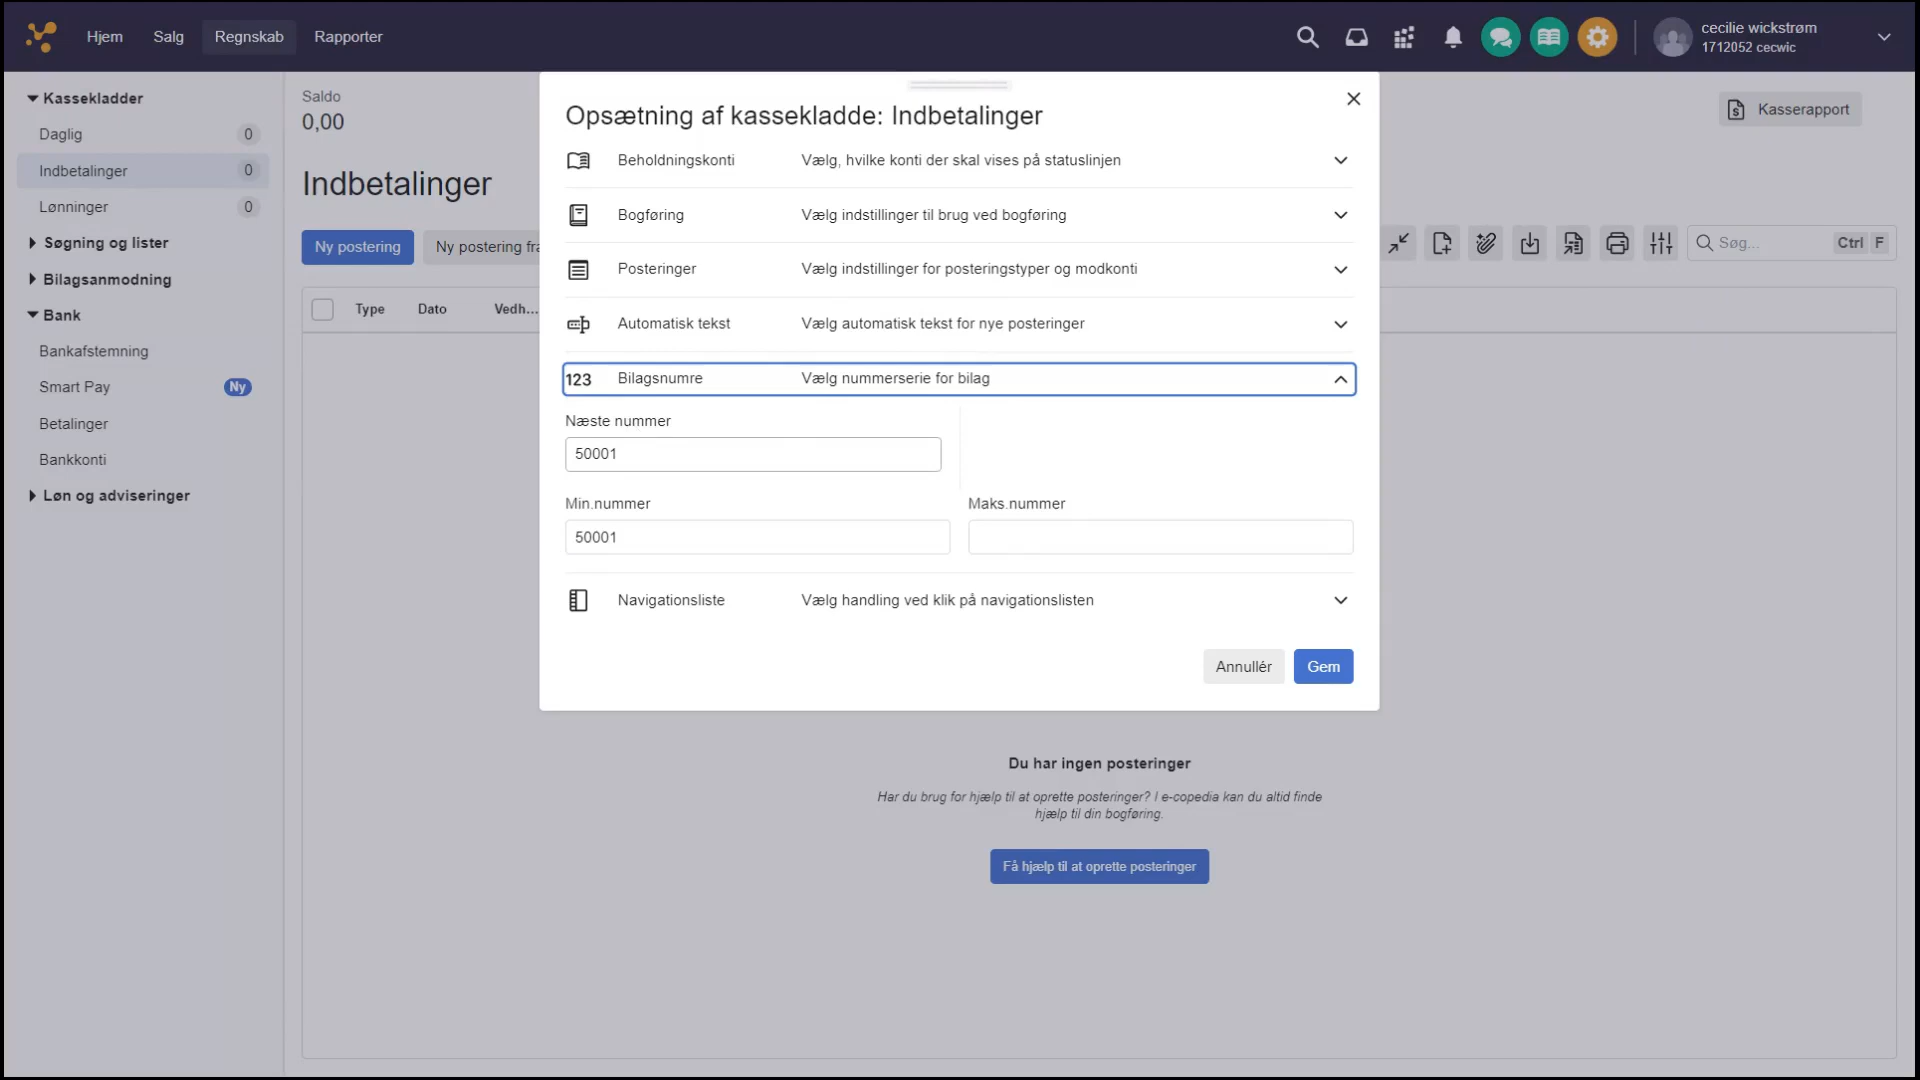 Hjem
Salg
Regnskab
Rapporter
cecilie wickstrøm
1712052 cecwic
Kassekladder
Daglig 0
Indbetalinger 0
Lønninger 0
Søgning og lister
Bilagsanmodning
Bank
Bankafstemning
Smart Pay Ny
Betalinger
Bankkonti
Løn og adviseringer
Saldo
0,00
Kasserapport
Indbetalinger
Ny postering
Ny postering fra
Søg... Ctrl F
Type Dato Vedh...
Opsætning af kassekladde: Indbetalinger
Beholdningskonti Vælg, hvilke konti der skal vises på statuslinjen
Bogføring Vælg indstillinger til brug ved bogføring
Posteringer Vælg indstillinger for posteringstyper og modkonti
Automatisk tekst Vælg automatisk tekst for nye posteringer
123 Bilagsnumre Vælg nummerserie for bilag
Næste nummer
50001
Min.nummer Maks.nummer
50001
Navigationsliste Vælg handling ved klik på navigationslisten
Annullér Gem
Du har ingen posteringer
Har du brug for hjælp til at oprette posteringer? I e-copedia kan du altid finde
hjælp til din bogføring.
Få hjælp til at oprette posteringer